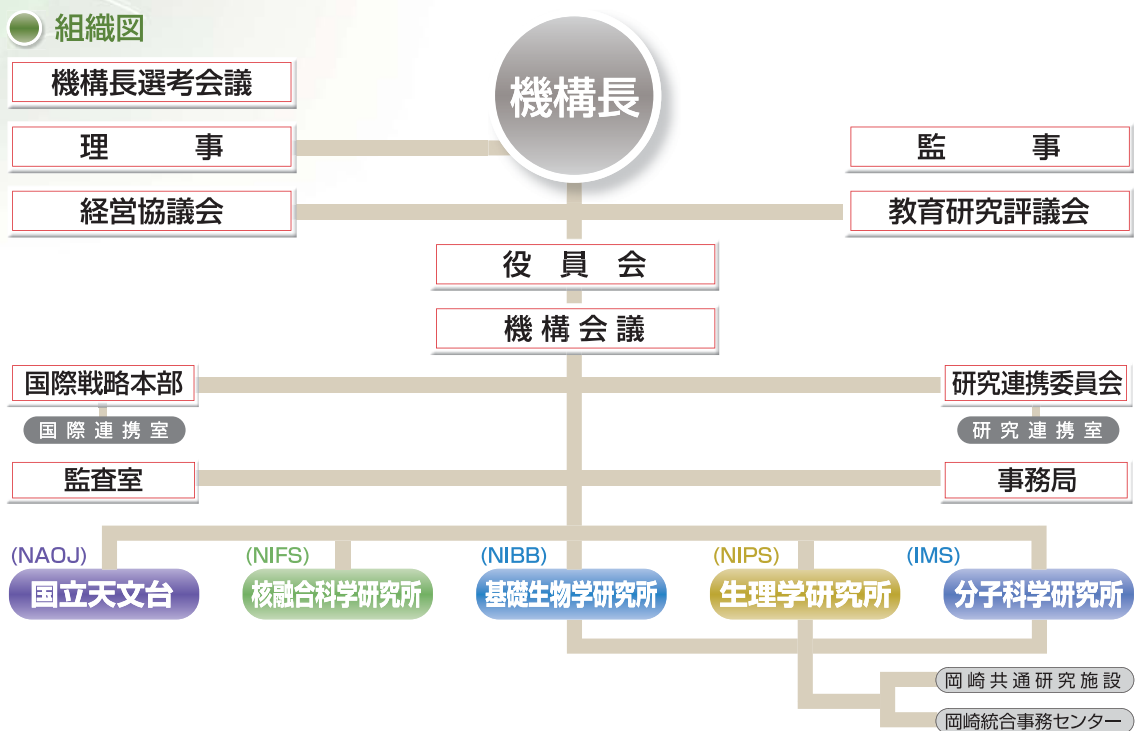 組織図
機構長
機構長選考会議
理事
監事
経営協議会
教育研究評議会
役員会
機構会議
国際戦略本部
研究連携委員会
国際連携室
研究連携室
監査室
事務局
(NAOJ)
(NIFS)
(NIBB)
(NIPS)
(IMS)
国立天文台
核融合科学研究所
基礎生物学研究所
生理学研究所
分子科学研究所
岡崎共通研究施設
岡崎統合事務センター